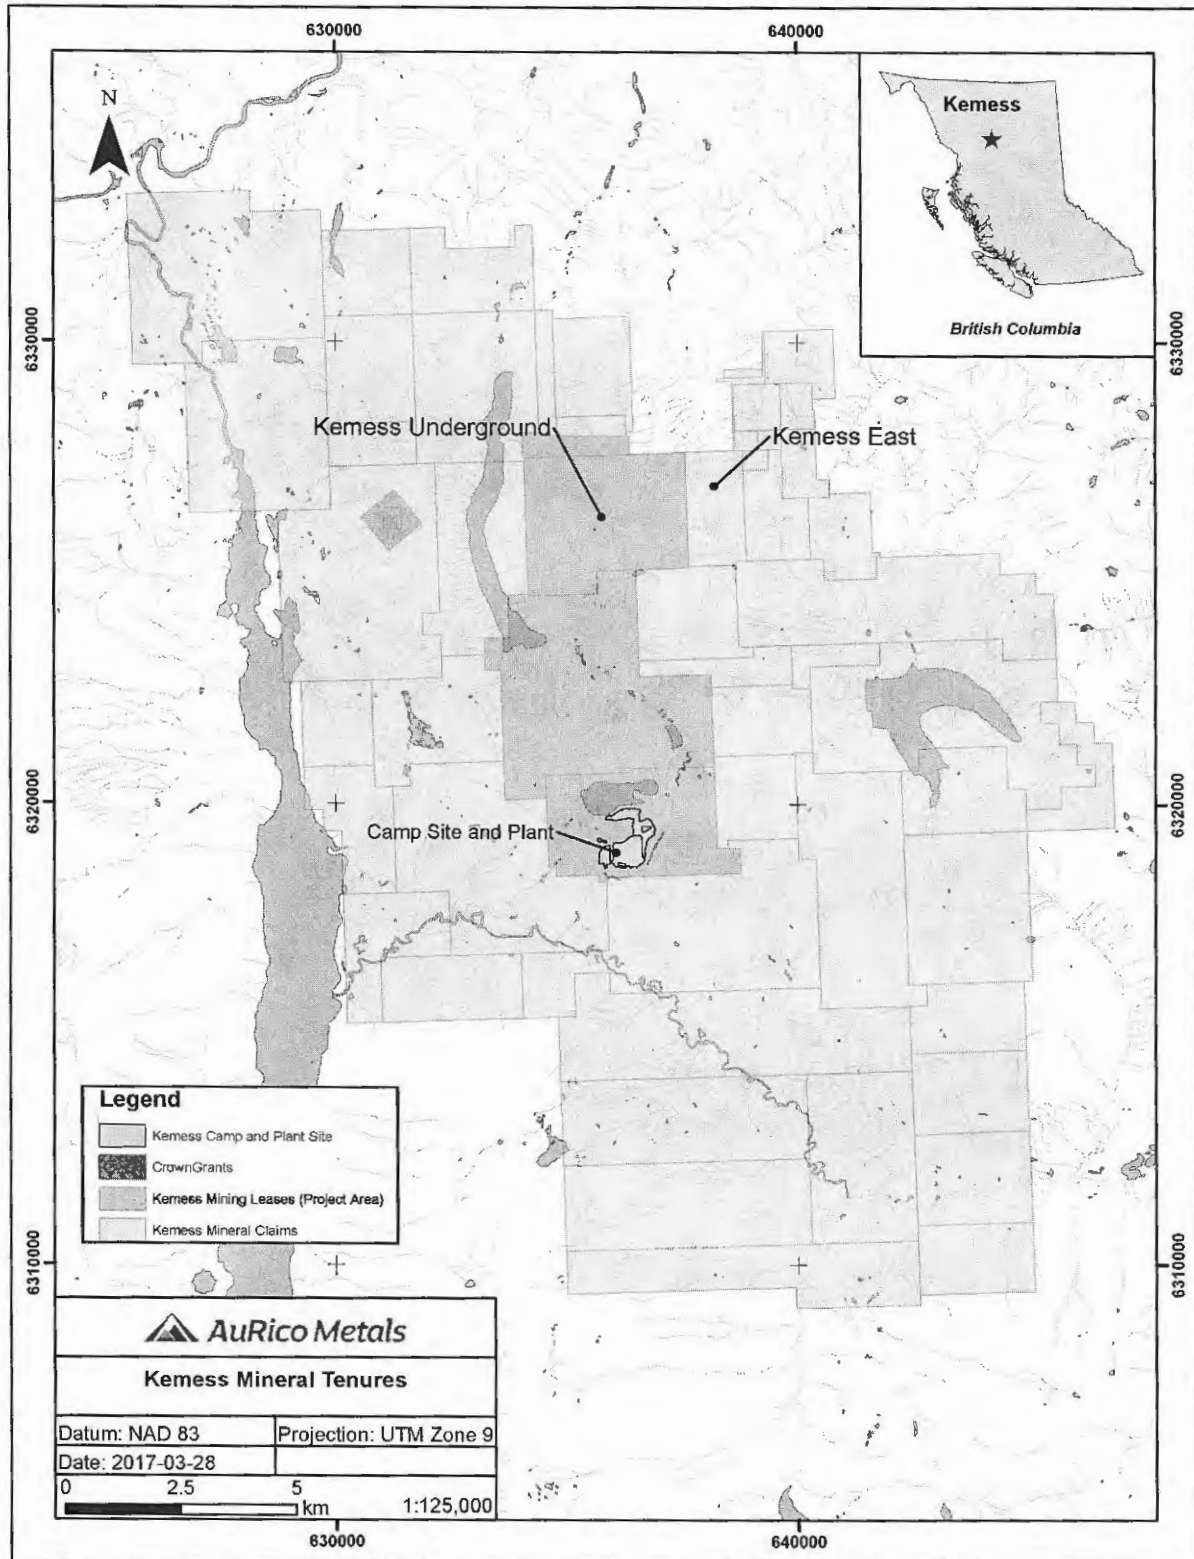 630000
640000
N
Kemess
British Columbia
6330000
6330000
Kemess Underground
Kemess East
6320000
6320000
Camp Site and Plant
Legend
Kemess Camp and Plant Site
CrownGrants
Kemess Mining Leases (Project Area)
Kemess Mineral Claims
6310000
6310000
AuRico Metals
Kemess Mineral Tenures
Datum: NAD 83
Projection: UTM Zone 9
Date: 2017-03-28
0 2.5 5
km
1:125,000
630000
640000